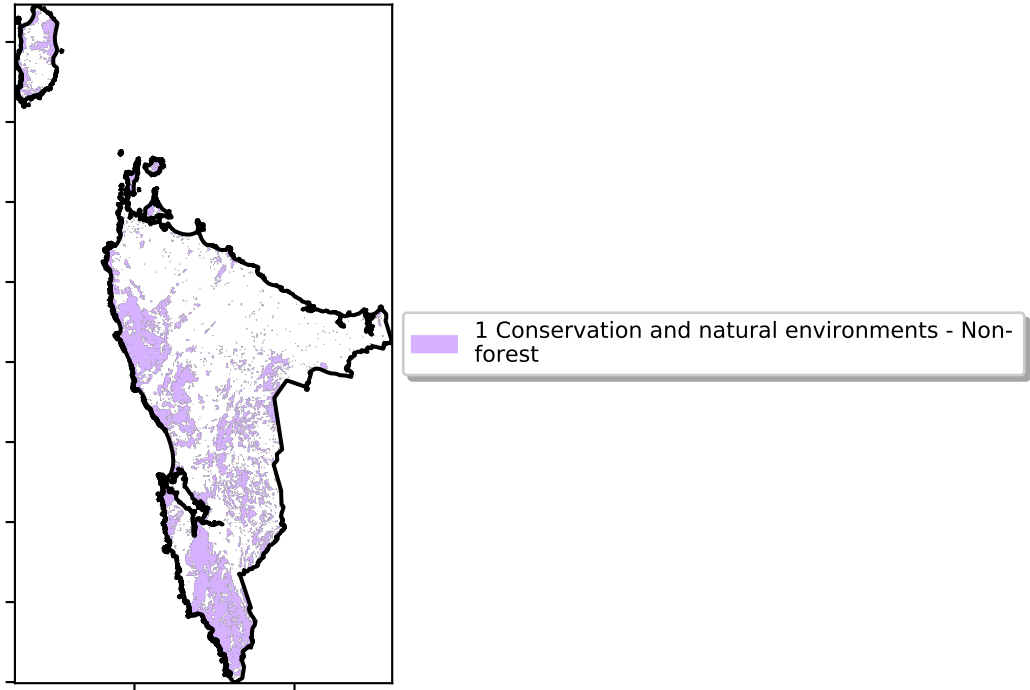 1 Conservation and natural environments - Non-
forest